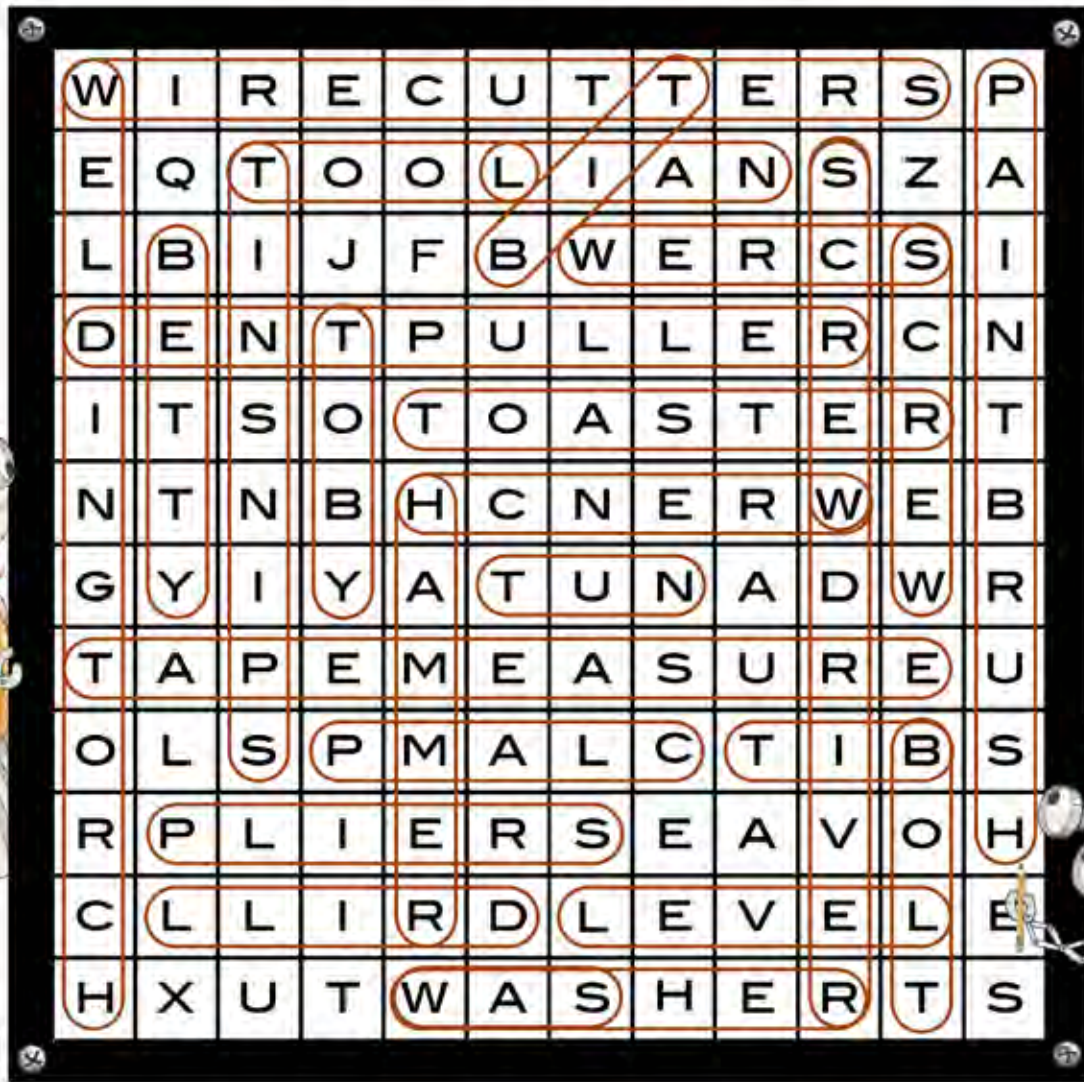 W I R E C U T T E R S P
E Q T O O L I A N S Z A
L B I J F B W E R C S I
D E N T P U L L E R C N
I T S O T O A S T E R T
N T N B H C N E R W E B
G Y I Y A T U N A D W R
T A P E M E A S U R E U
O L S P M A L C T I B S
R P L I E R S E A V O H
C L L I R D L E V E L E
H X U T W A S H E R T S